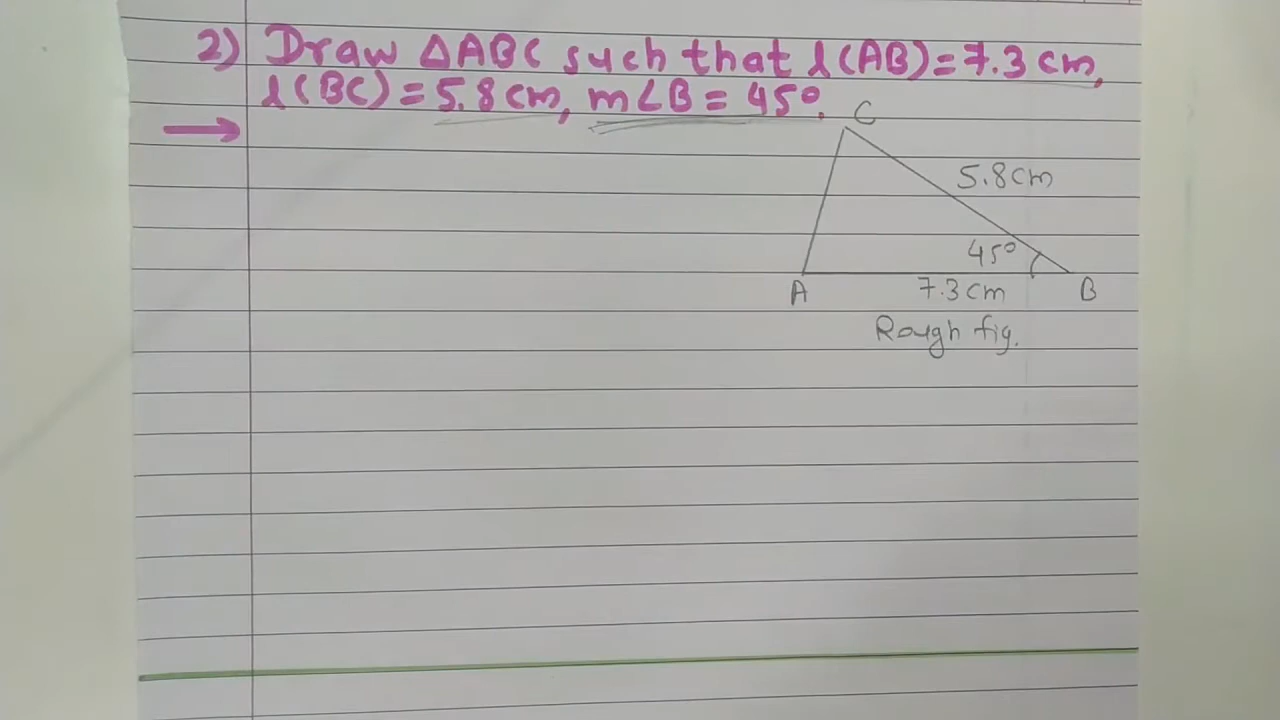 2) Draw △ABC such that l(AB)=7.3 cm,
l(BC)=5.8 cm, m∠B = 45°.
C
5.8cm
45°
A 7.3cm B
Rough fig.